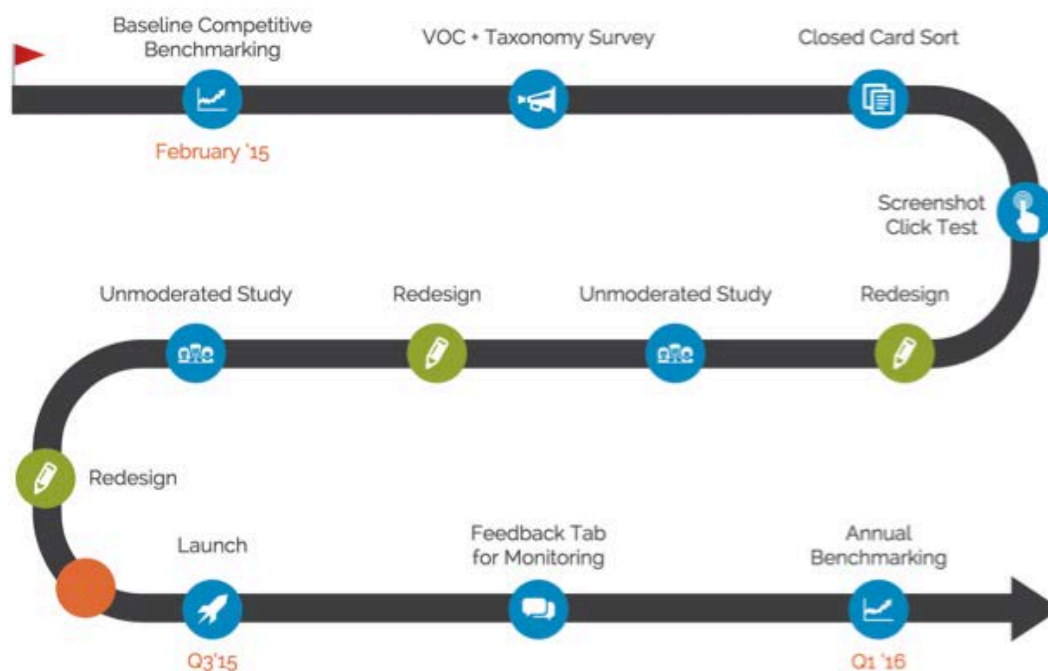 Baseline Competitive
Benchmarking
VOC + Taxonomy Survey
Closed Card Sort
February '15
Screenshot
Click Test
Unmoderated Study
Redesign
Unmoderated Study
Redesign
Redesign
Launch
Feedback Tab
for Monitoring
Annual
Benchmarking
Q3'15
Q1 '16